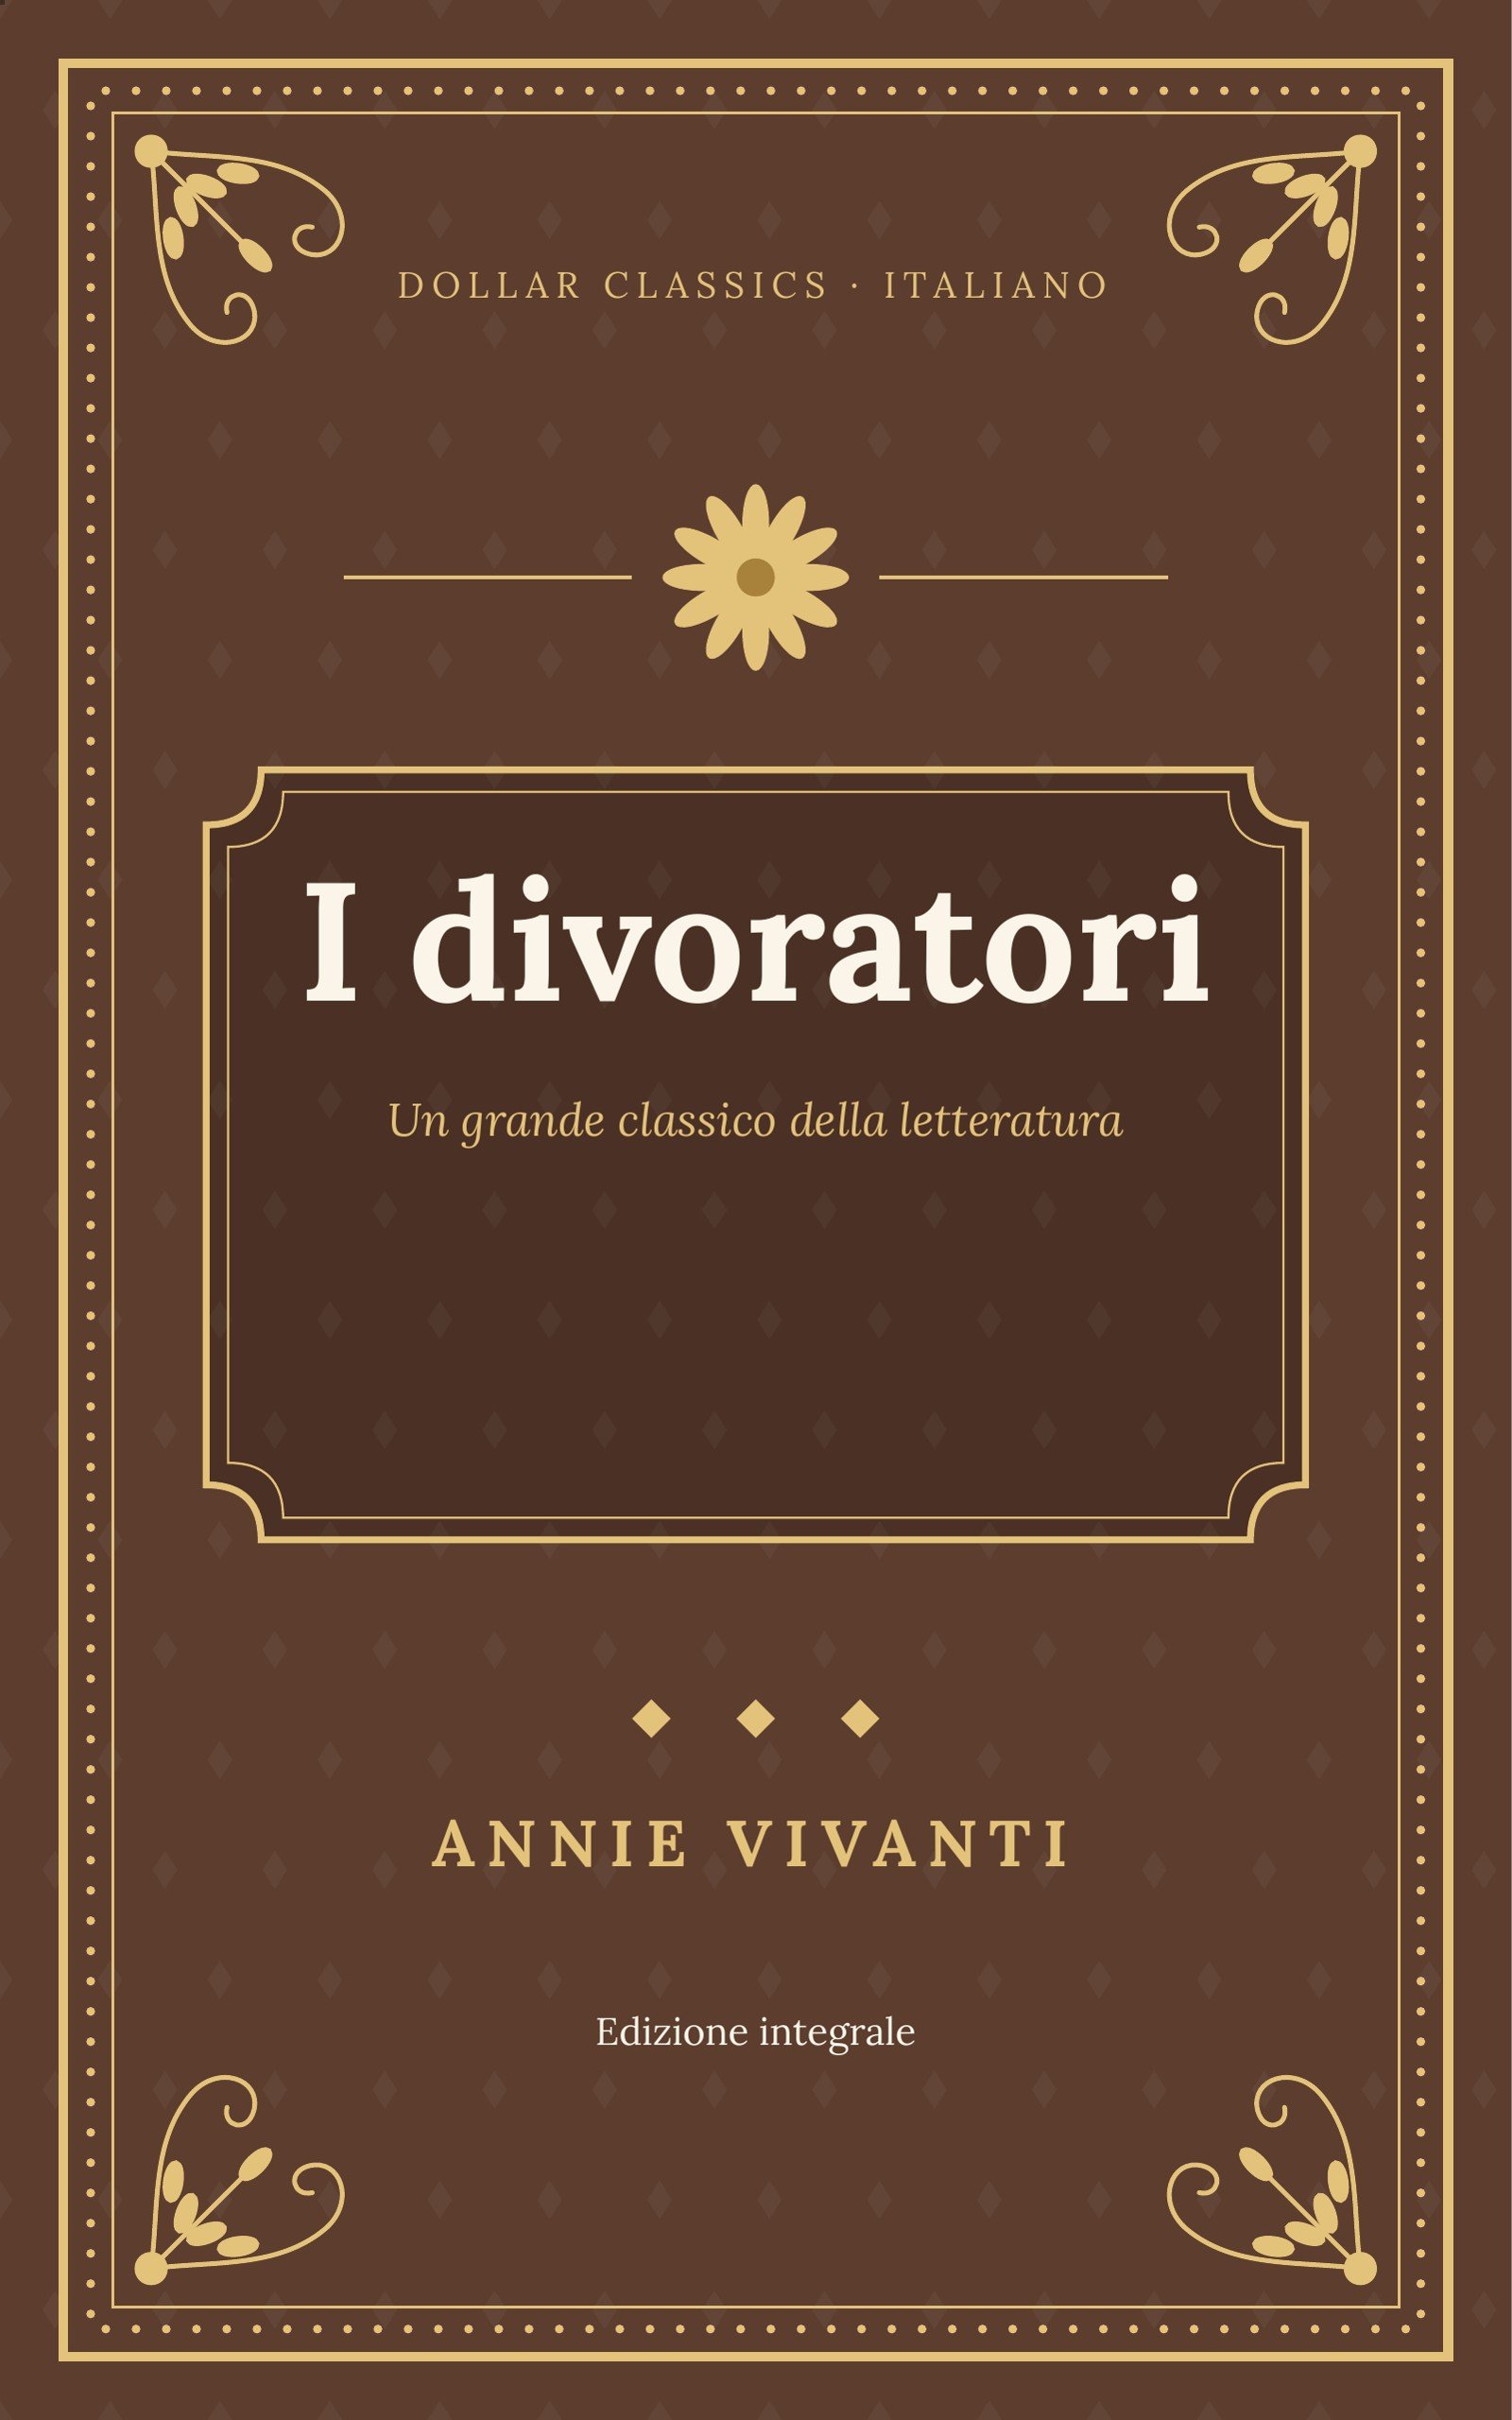 DOLLAR CLASSICS · ITALIANO
I divoratori
Un grande classico della letteratura
ANNIE VIVANTI
Edizione integrale